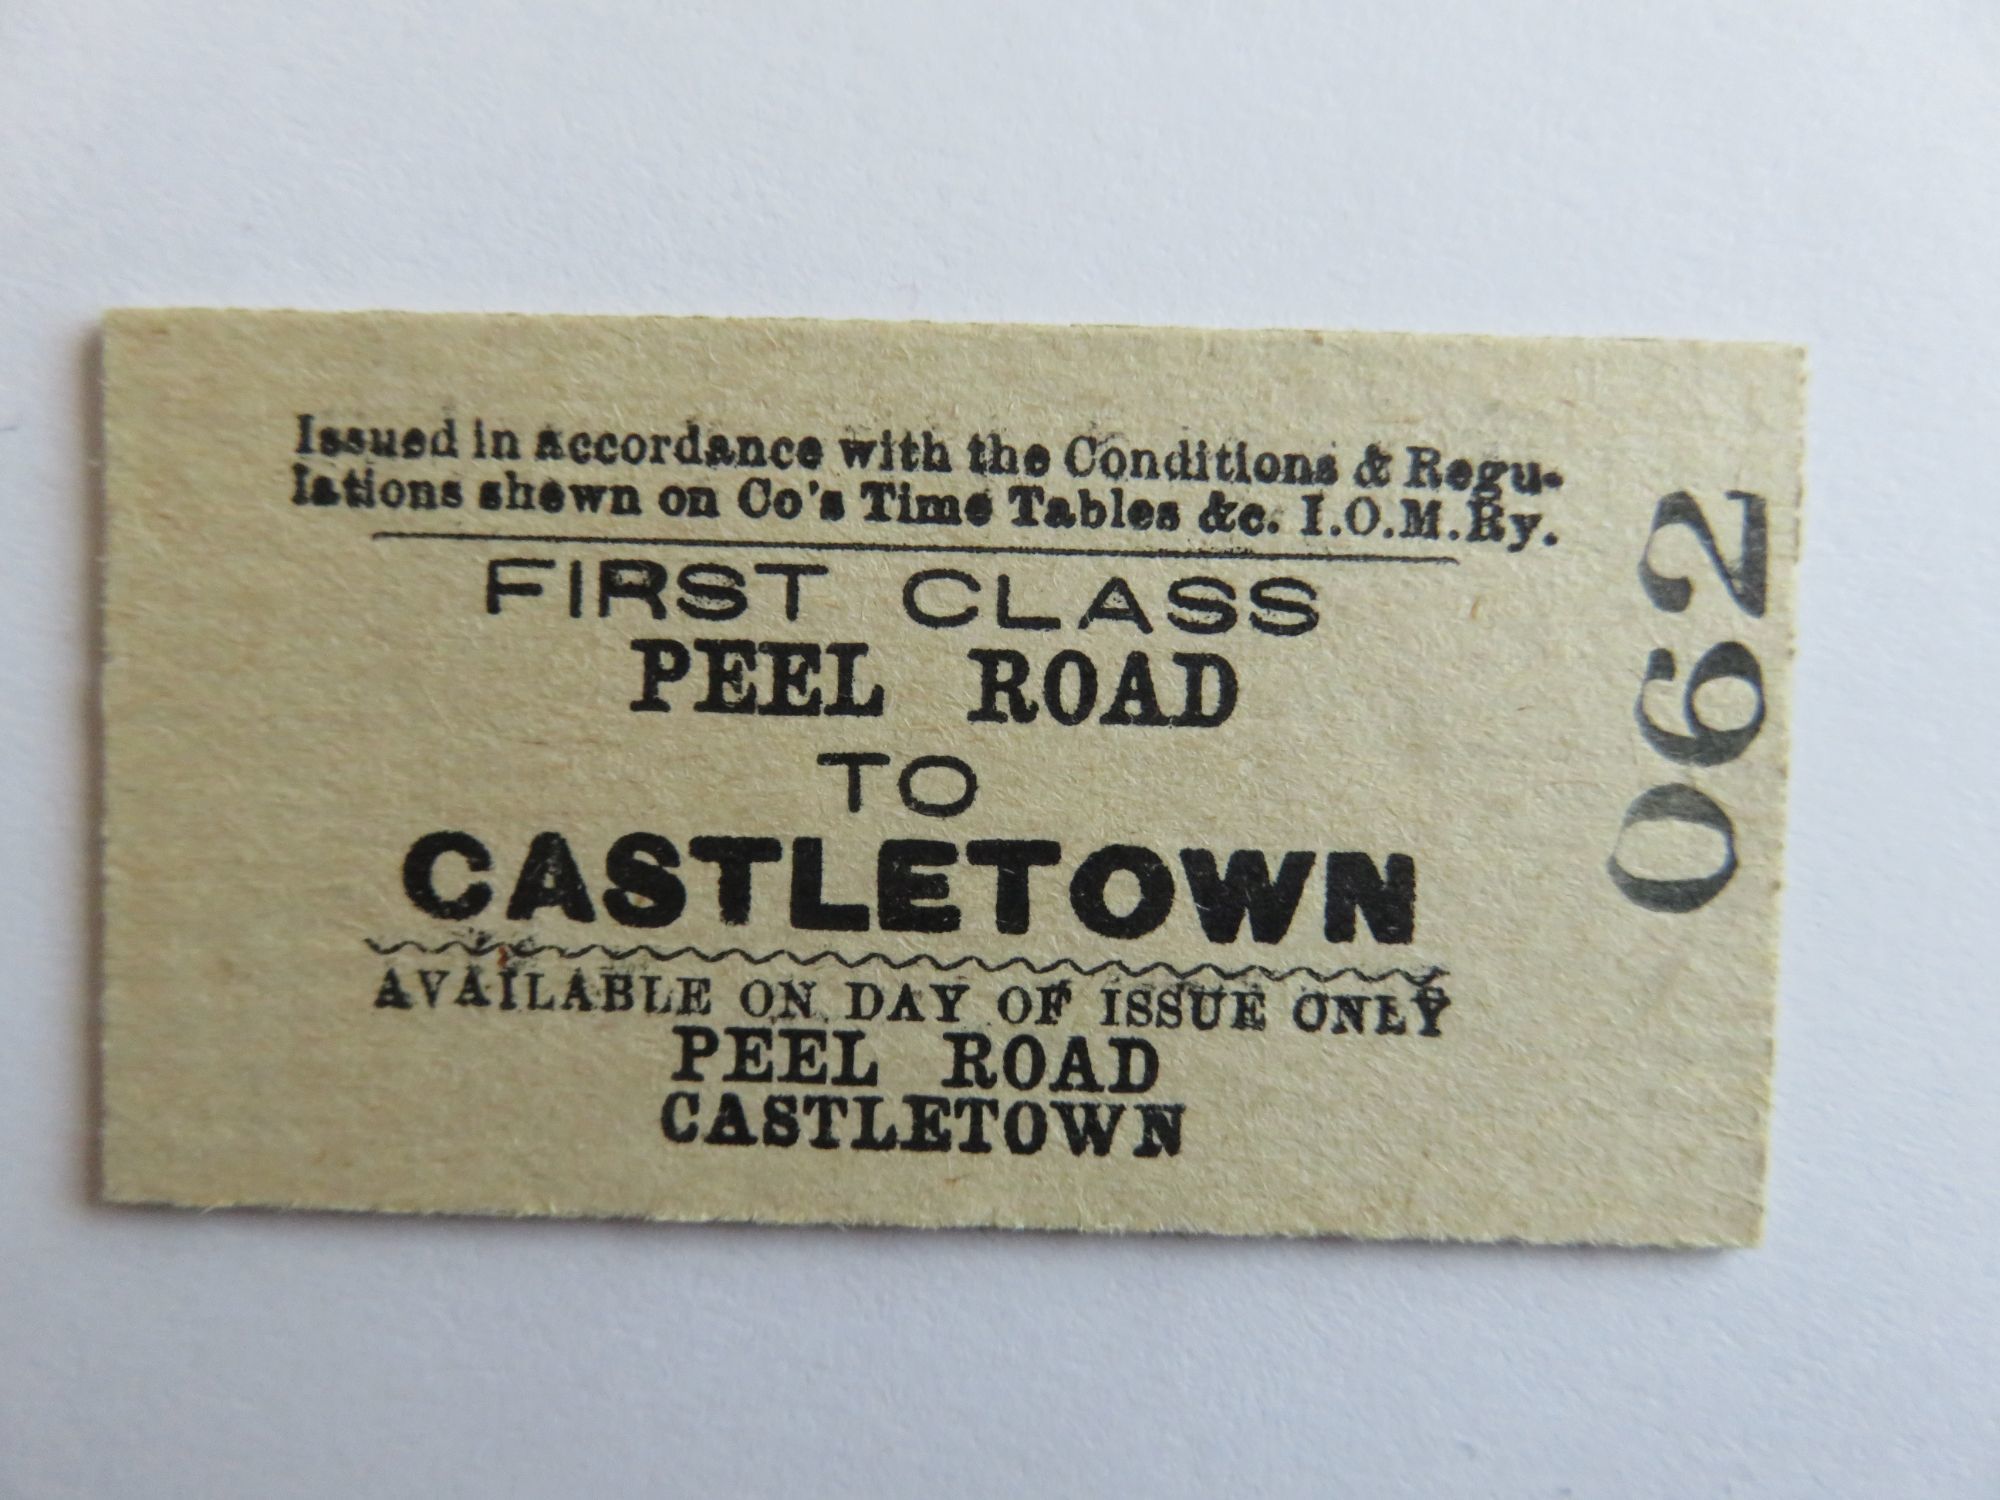 Issued in accordance with the Conditions & Regu-
lations shewn on Co's Time Tables &c. I.O.M.Ry.
FIRST CLASS
PEEL ROAD
TO
CASTLETOWN
AVAILABLE ON DAY OF ISSUE ONLY
PEEL ROAD
CASTLETOWN
062